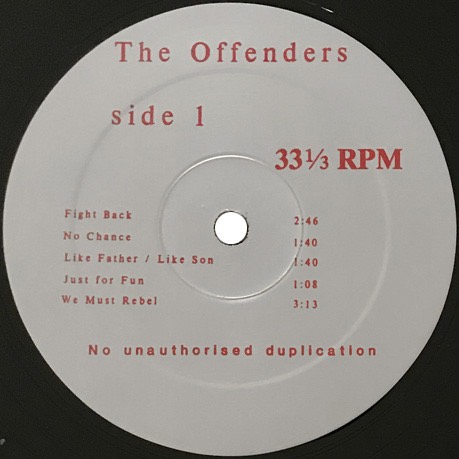 The Offenders
side 1
33⅓ RPM
Fight Back 2:46
No Chance 1:40
Like Father / Like Son 1:40
Just for Fun 1:08
We Must Rebel 3:13
No unauthorised duplication